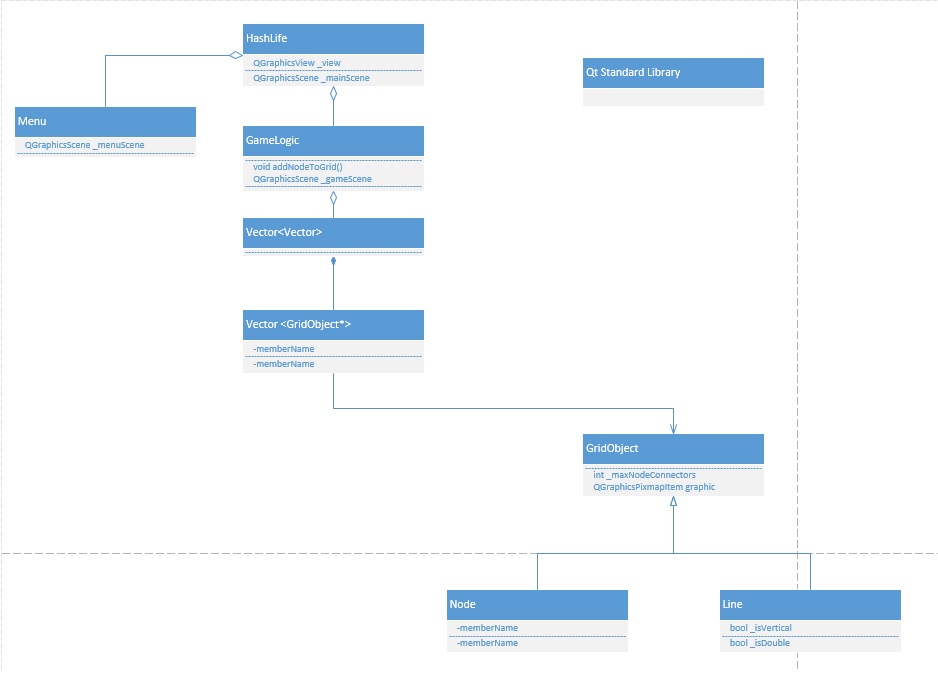 HashLife
QGraphicsView _view
QGraphicsScene _mainScene
Qt Standard Library
Menu
QGraphicsScene _menuScene
GameLogic
void addNodeToGrid()
QGraphicsScene _gameScene
Vector<Vector>
Vector <GridObject*>
-memberName
-memberName
GridObject
int _maxNodeConnectors
QGraphicsPixmapItem graphic
Node
-memberName
-memberName
Line
bool _isVertical
bool _isDouble